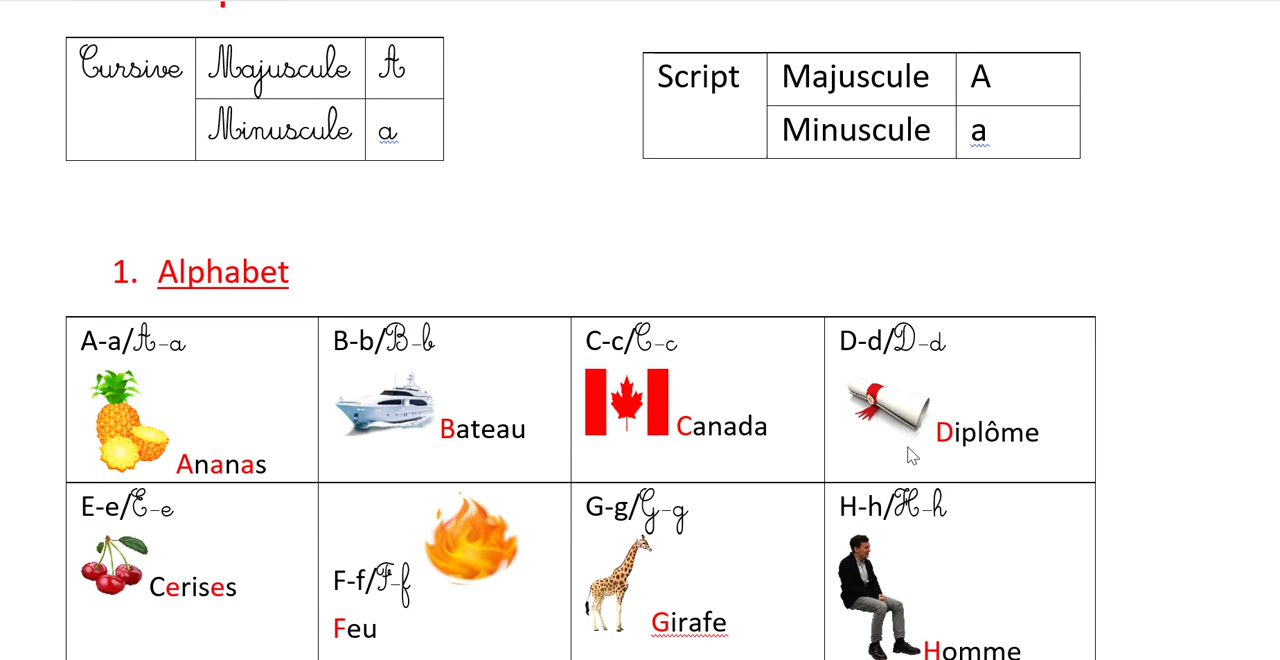 Cursive Majuscule A
Minuscule a
Script Majuscule A
Minuscule a
1. Alphabet
A-a/A-a
Ananas
B-b/B-b
Bateau
C-c/C-c
Canada
D-d/D-d
Diplôme
E-e/E-e
Cerises
F-f/F-f
Feu
G-g/G-g
Girafe
H-h/H-h
Homme